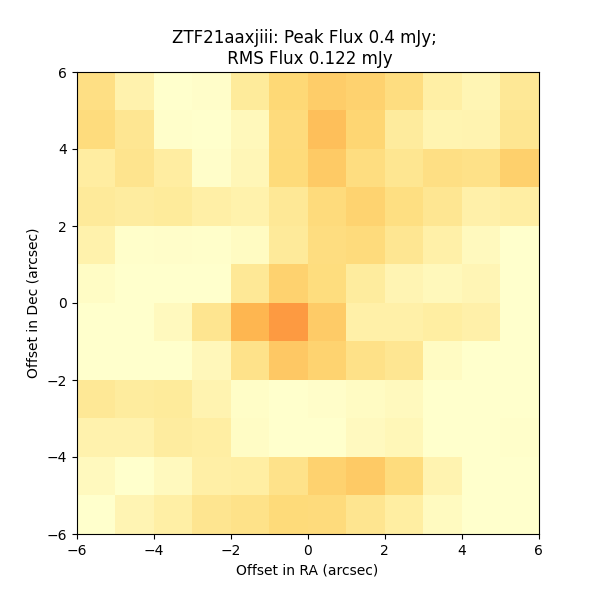 ZTF21aaxjiii: Peak Flux 0.4 mJy;
RMS Flux 0.122 mJy
6
4
2
0
−2
−4
−6
Offset in Dec (arcsec)
−6 −4 −2 0 2 4 6
Offset in RA (arcsec)